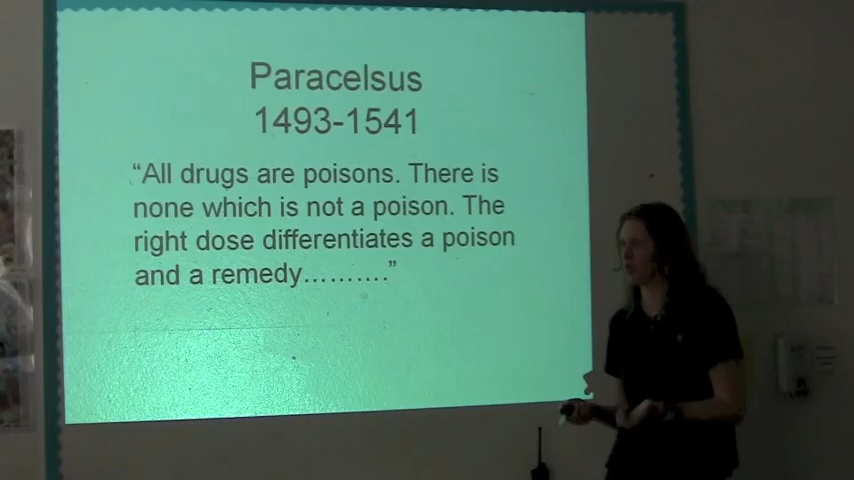 Paracelsus
1493-1541
“All drugs are poisons. There is
none which is not a poison. The
right dose differentiates a poison
and a remedy……….”